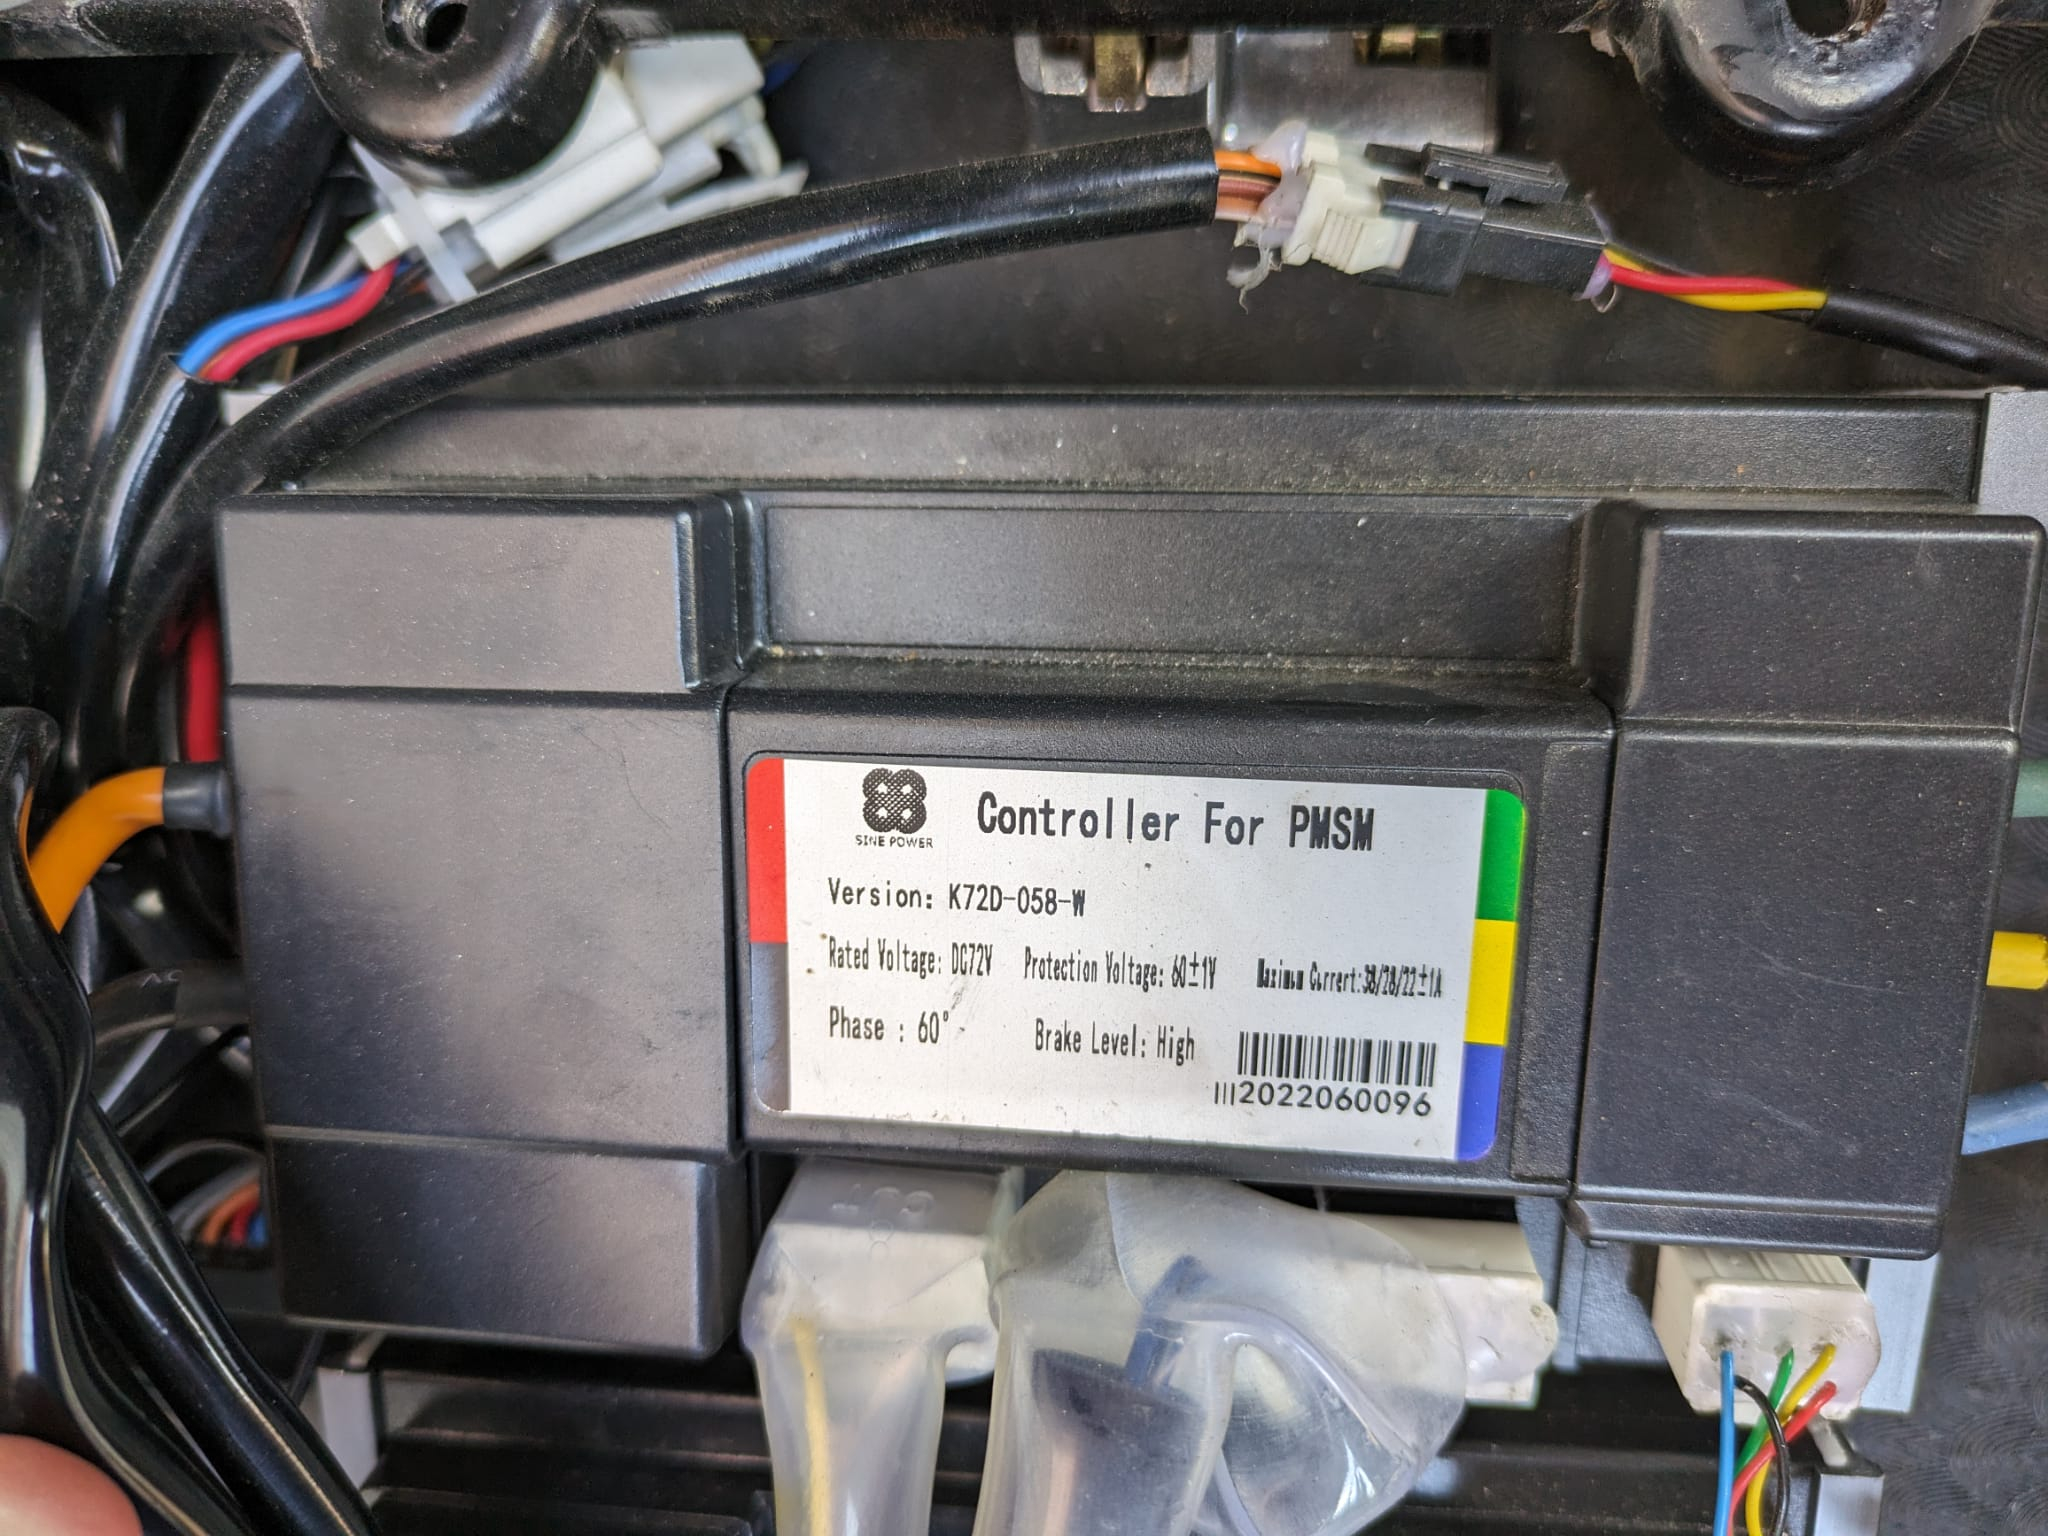 SINE POWER
Controller For PMSM
Version: K72D-058-W
Rated Voltage: DC72V Protection Voltage: 60±1V Maximum Currert:38/28/22±1A
Phase : 60° Brake Level: High
2022060096